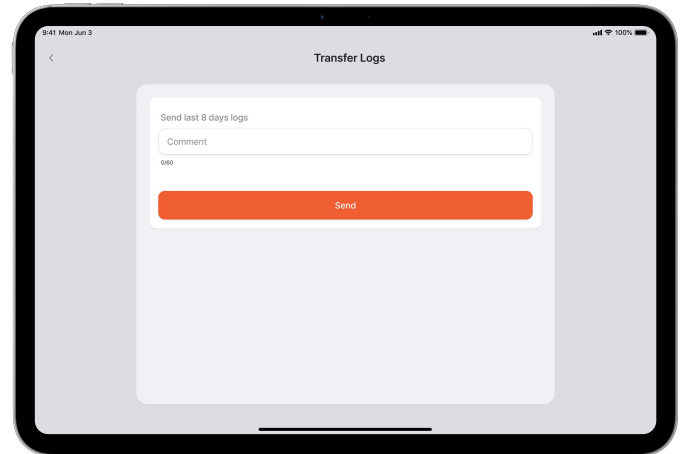 9:41 Mon Jun 3
100%
Transfer Logs
Send last 8 days logs
Comment
0/60
Send